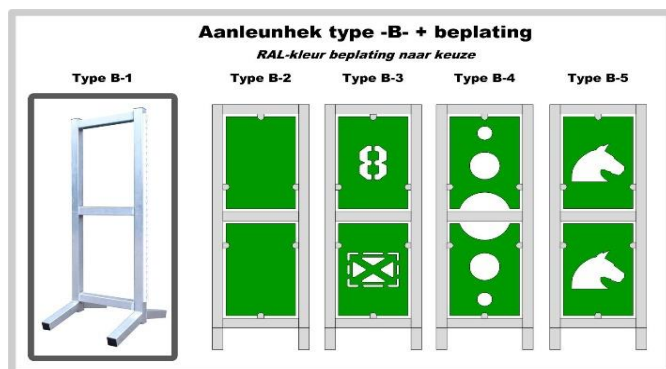 Aanleunhek type -B- + beplating
RAL-kleur beplating naar keuze
Type B-1 Type B-2 Type B-3 Type B-4 Type B-5
8